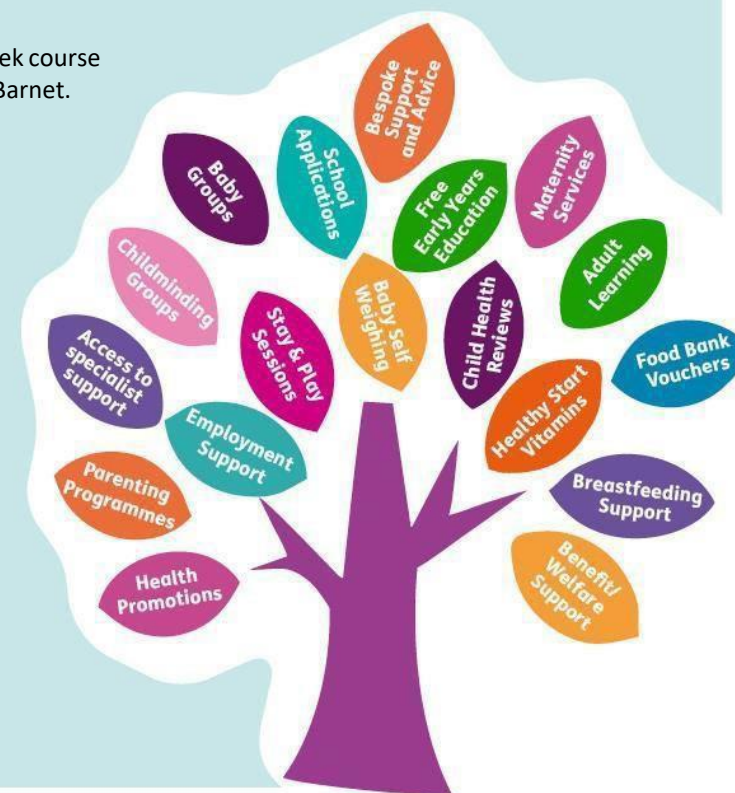 ek course
Barnet.
Bespoke
Support
and Advice
Baby
Groups
School
Applications
Free
Early Years
Education
Maternity
Services
Childminding
Groups
Adult
Learning
Stay & Play
Sessions
Baby Self
Weighing
Child Health
Reviews
Access to
specialist
support
Food Bank
Vouchers
Employment
Support
Healthy Start
Vitamins
Parenting
Programmes
Breastfeeding
Support
Health
Promotions
Benefit/
Welfare
Support